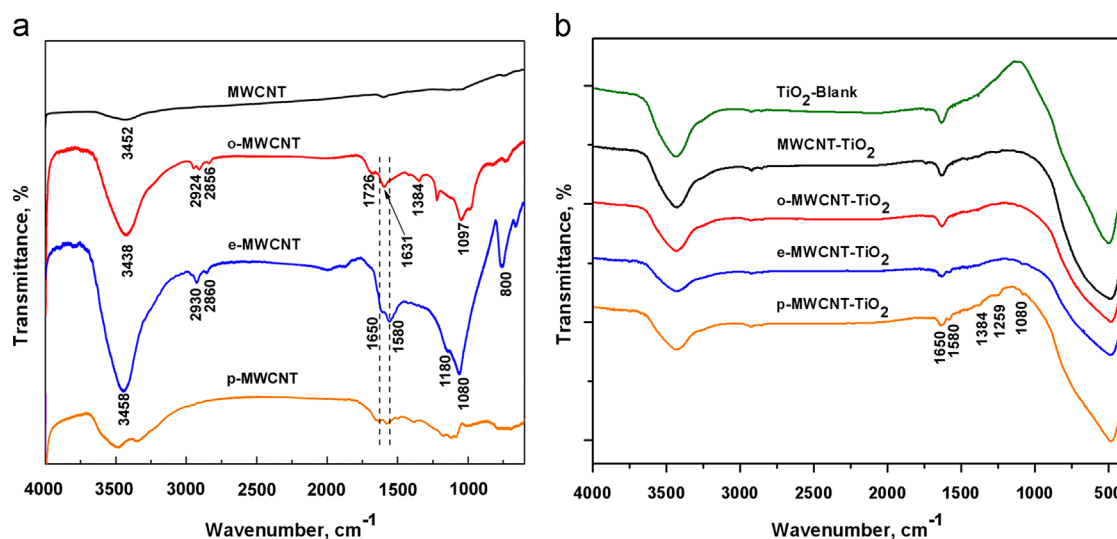 a
MWCNT
3452
o-MWCNT
2924
2856
1726
1384
3438
1631
1097
e-MWCNT
2930
2860
800
1650
1580
1180
1080
3458
p-MWCNT
Transmittance, %
4000 3500 3000 2500 2000 1500 1000
Wavenumber, cm-1
b
TiO2-Blank
MWCNT-TiO2
o-MWCNT-TiO2
e-MWCNT-TiO2
p-MWCNT-TiO2
1650
1580
1384
1259
1080
Transmittance, %
4000 3500 3000 2500 2000 1500 1000 500
Wavenumber, cm-1